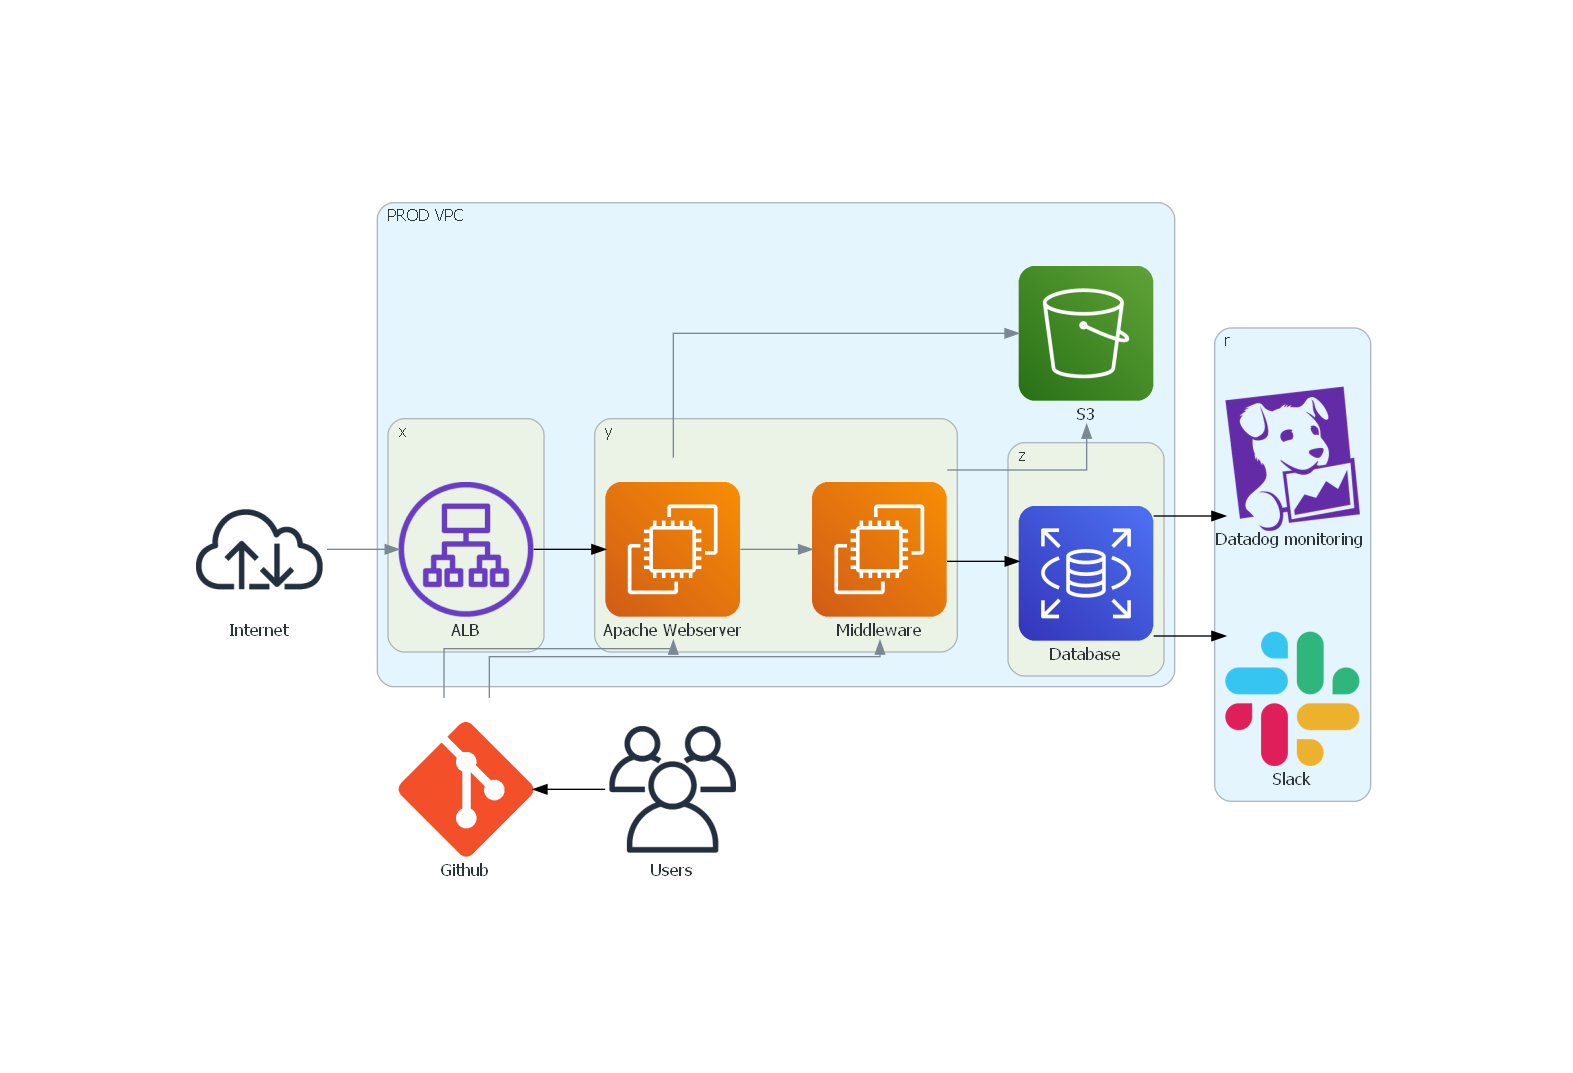 PROD VPC
S3
r
Datadog monitoring
x
y
z
Internet
ALB
Apache Webserver
Middleware
Database
Slack
Github
Users